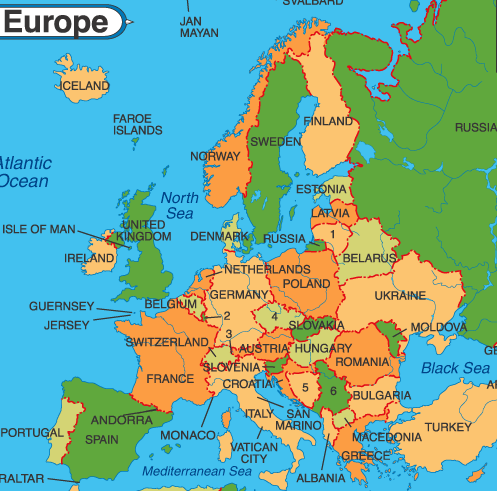 SVALBARD
Europe
JAN
MAYAN
ICELAND
FAROE
ISLANDS
FINLAND
RUSSIA
SWEDEN
NORWAY
Atlantic
Ocean
North
Sea
ESTONIA
LATVIA
1
ISLE OF MAN
UNITED
KINGDOM
DENMARK
RUSSIA
IRELAND
BELARUS
NETHERLANDS
POLAND
GERMANY
UKRAINE
BELGIUM
GUERNSEY
JERSEY
2
4
SLOVAKIA
MOLDOVA
3
SWITZERLAND
AUSTRIA
HUNGARY
GE
ROMANIA
SLOVENIA
Black Sea
FRANCE
CROATIA
5
6
BULGARIA
A
ANDORRA
ITALY
SAN
MARINO
PORTUGAL
SPAIN
MONACO
MACEDONIA
TURKEY
VATICAN
CITY
GREECE
Mediterranean Sea
ALBANIA
RALTAR